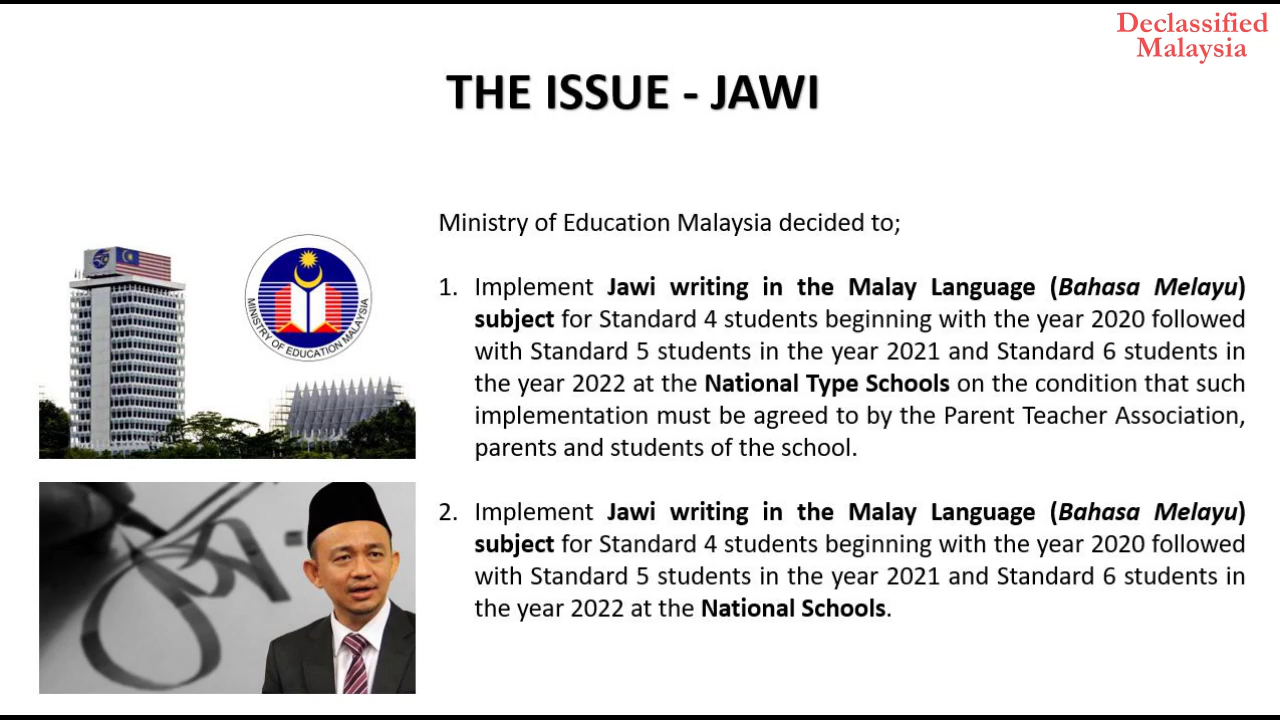 Declassified
Malaysia
THE ISSUE - JAWI
Ministry of Education Malaysia decided to;
MINISTRY OF EDUCATION MALAYSIA
1. Implement Jawi writing in the Malay Language (Bahasa Melayu)
subject for Standard 4 students beginning with the year 2020 followed
with Standard 5 students in the year 2021 and Standard 6 students in
the year 2022 at the National Type Schools on the condition that such
implementation must be agreed to by the Parent Teacher Association,
parents and students of the school.
2. Implement Jawi writing in the Malay Language (Bahasa Melayu)
subject for Standard 4 students beginning with the year 2020 followed
with Standard 5 students in the year 2021 and Standard 6 students in
the year 2022 at the National Schools.